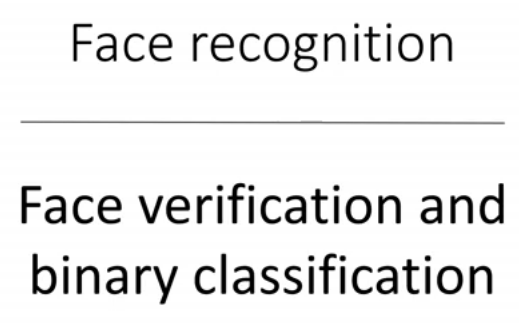 Face recognition
Face verification and
binary classification